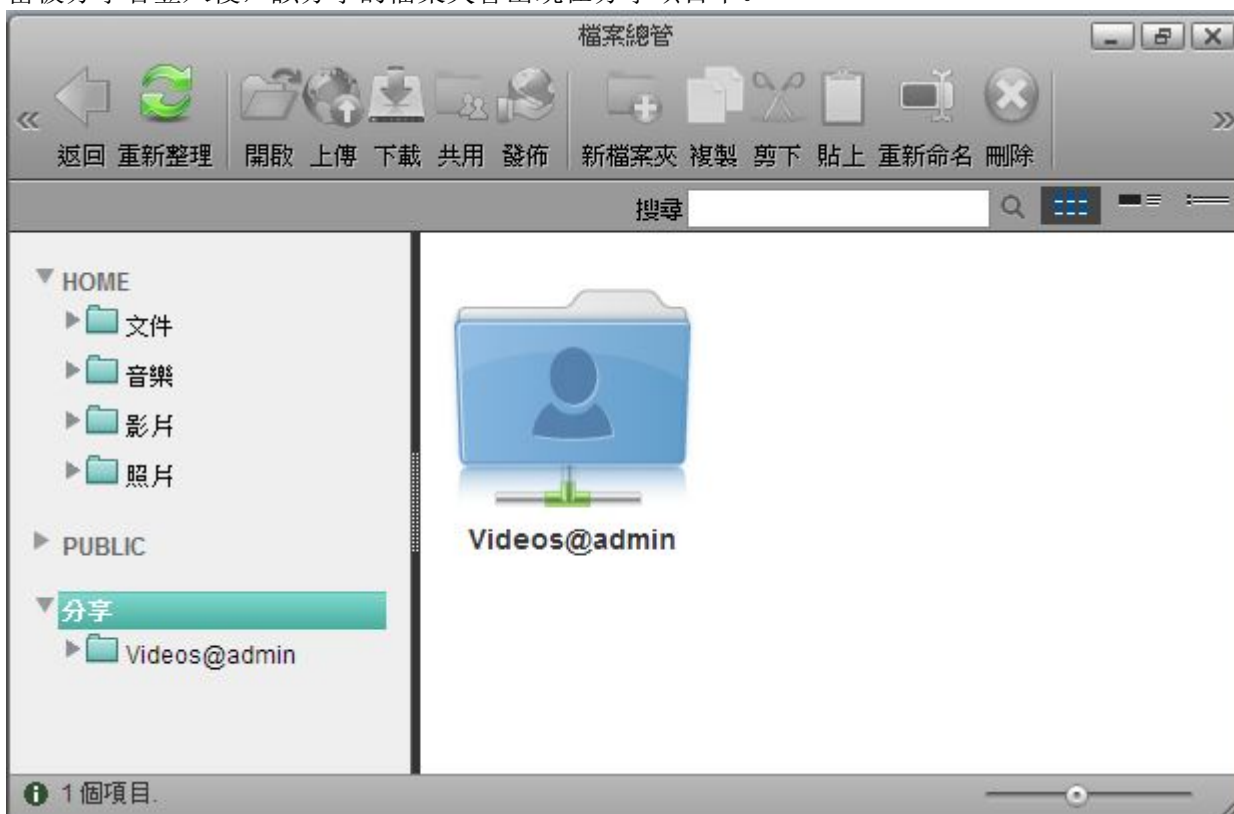 檔案總管
返回 重新整理 開啟 上傳 下載 共用 發佈 新檔案夾 複製 剪下 貼上 重新命名 刪除
搜尋
HOME
文件
音樂
影片
照片
PUBLIC
分享
Videos@admin
Videos@admin
1 個項目.